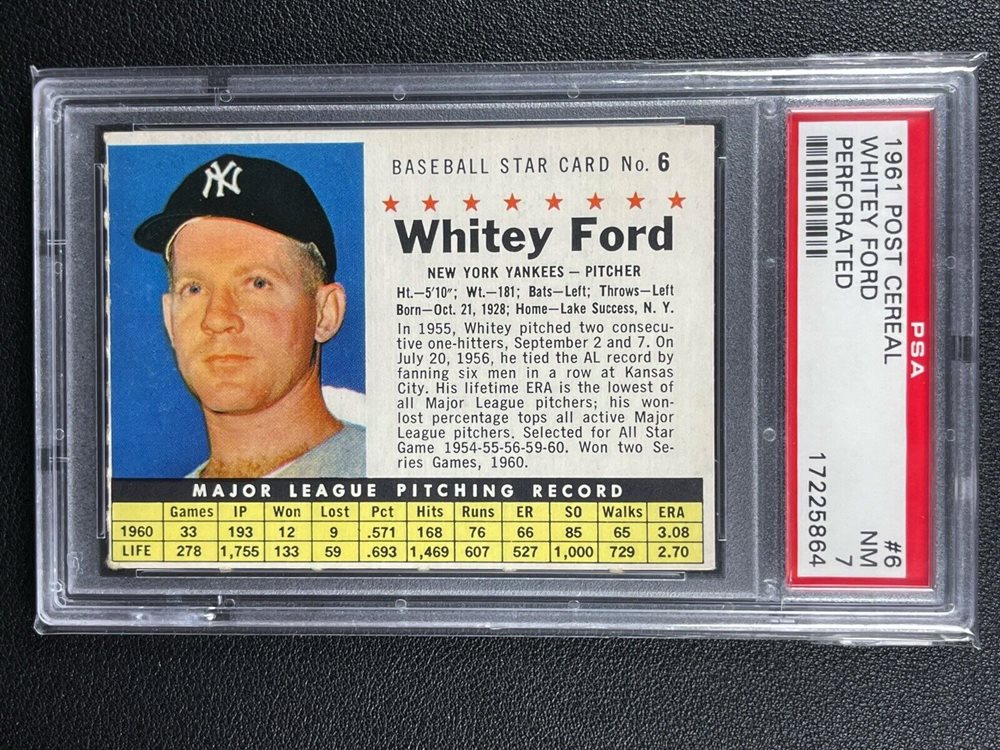 NY
BASEBALL STAR CARD No. 6
Whitey Ford
NEW YORK YANKEES — PITCHER
Ht.—5'10"; Wt.—181; Bats—Left; Throws—Left
Born—Oct. 21, 1928; Home—Lake Success, N. Y.
In 1955, Whitey pitched two consecu-
tive one-hitters, September 2 and 7. On
July 20, 1956, he tied the AL record by
fanning six men in a row at Kansas
City. His lifetime ERA is the lowest of
all Major League pitchers; his won-
lost percentage tops all active Major
League pitchers. Selected for All Star
Game 1954-55-56-59-60. Won two Se-
ries Games, 1960.
MAJOR LEAGUE PITCHING RECORD
Games IP Won Lost Pct Hits Runs ER SO Walks ERA
1960 33 193 12 9 .571 168 76 66 85 65 3.08
LIFE 278 1,755 133 59 .693 1,469 607 527 1,000 729 2.70
PSA
1961 POST CEREAL #6
WHITEY FORD NM
PERFORATED 7
17225864